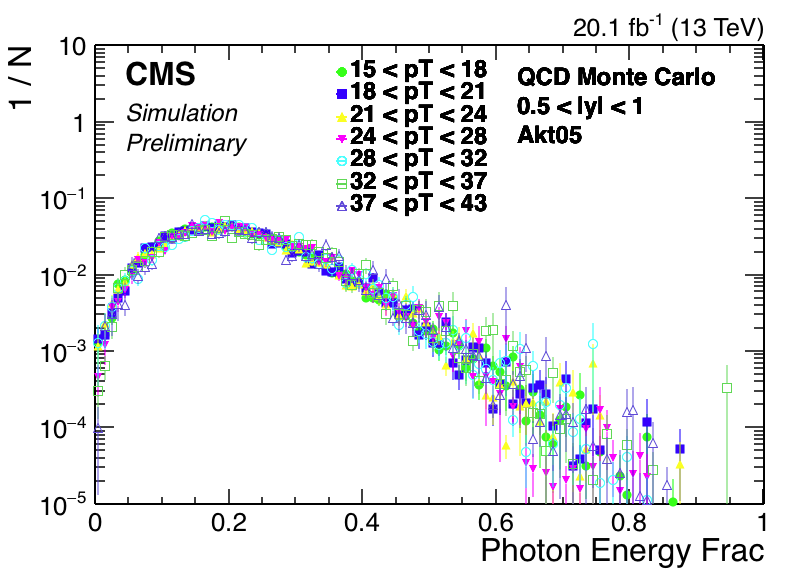 20.1 fb⁻¹ (13 TeV)
1 / N
CMS
Simulation
Preliminary
15 < pT < 18
18 < pT < 21
21 < pT < 24
24 < pT < 28
28 < pT < 32
32 < pT < 37
37 < pT < 43
QCD Monte Carlo
0.5 < |y| < 1
Akt05
10
1
10⁻¹
10⁻²
10⁻³
10⁻⁴
10⁻⁵
0 0.2 0.4 0.6 0.8 1
Photon Energy Frac